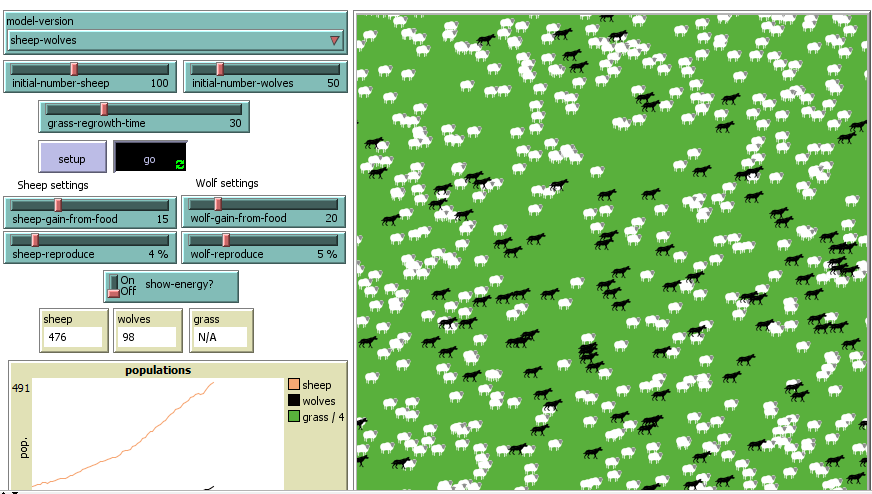 model-version
sheep-wolves
initial-number-sheep 100
initial-number-wolves 50
grass-regrowth-time 30
setup
go
Sheep settings
Wolf settings
sheep-gain-from-food 15
wolf-gain-from-food 20
sheep-reproduce 4 %
wolf-reproduce 5 %
On
Off
show-energy?
sheep
476
wolves
98
grass
N/A
populations
491
pop.
sheep
wolves
grass / 4